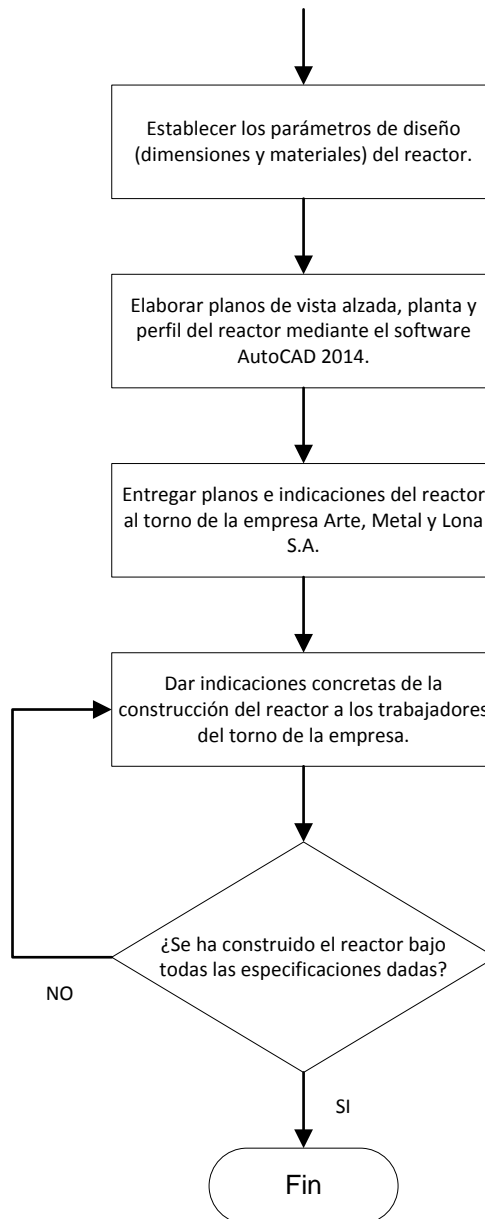 Establecer los parámetros de diseño
(dimensiones y materiales) del reactor.
Elaborar planos de vista alzada, planta y
perfil del reactor mediante el software
AutoCAD 2014.
Entregar planos e indicaciones del reactor
al torno de la empresa Arte, Metal y Lona
S.A.
Dar indicaciones concretas de la
construcción del reactor a los trabajadores
del torno de la empresa.
¿Se ha construido el reactor bajo
todas las especificaciones dadas?
NO
SI
Fin